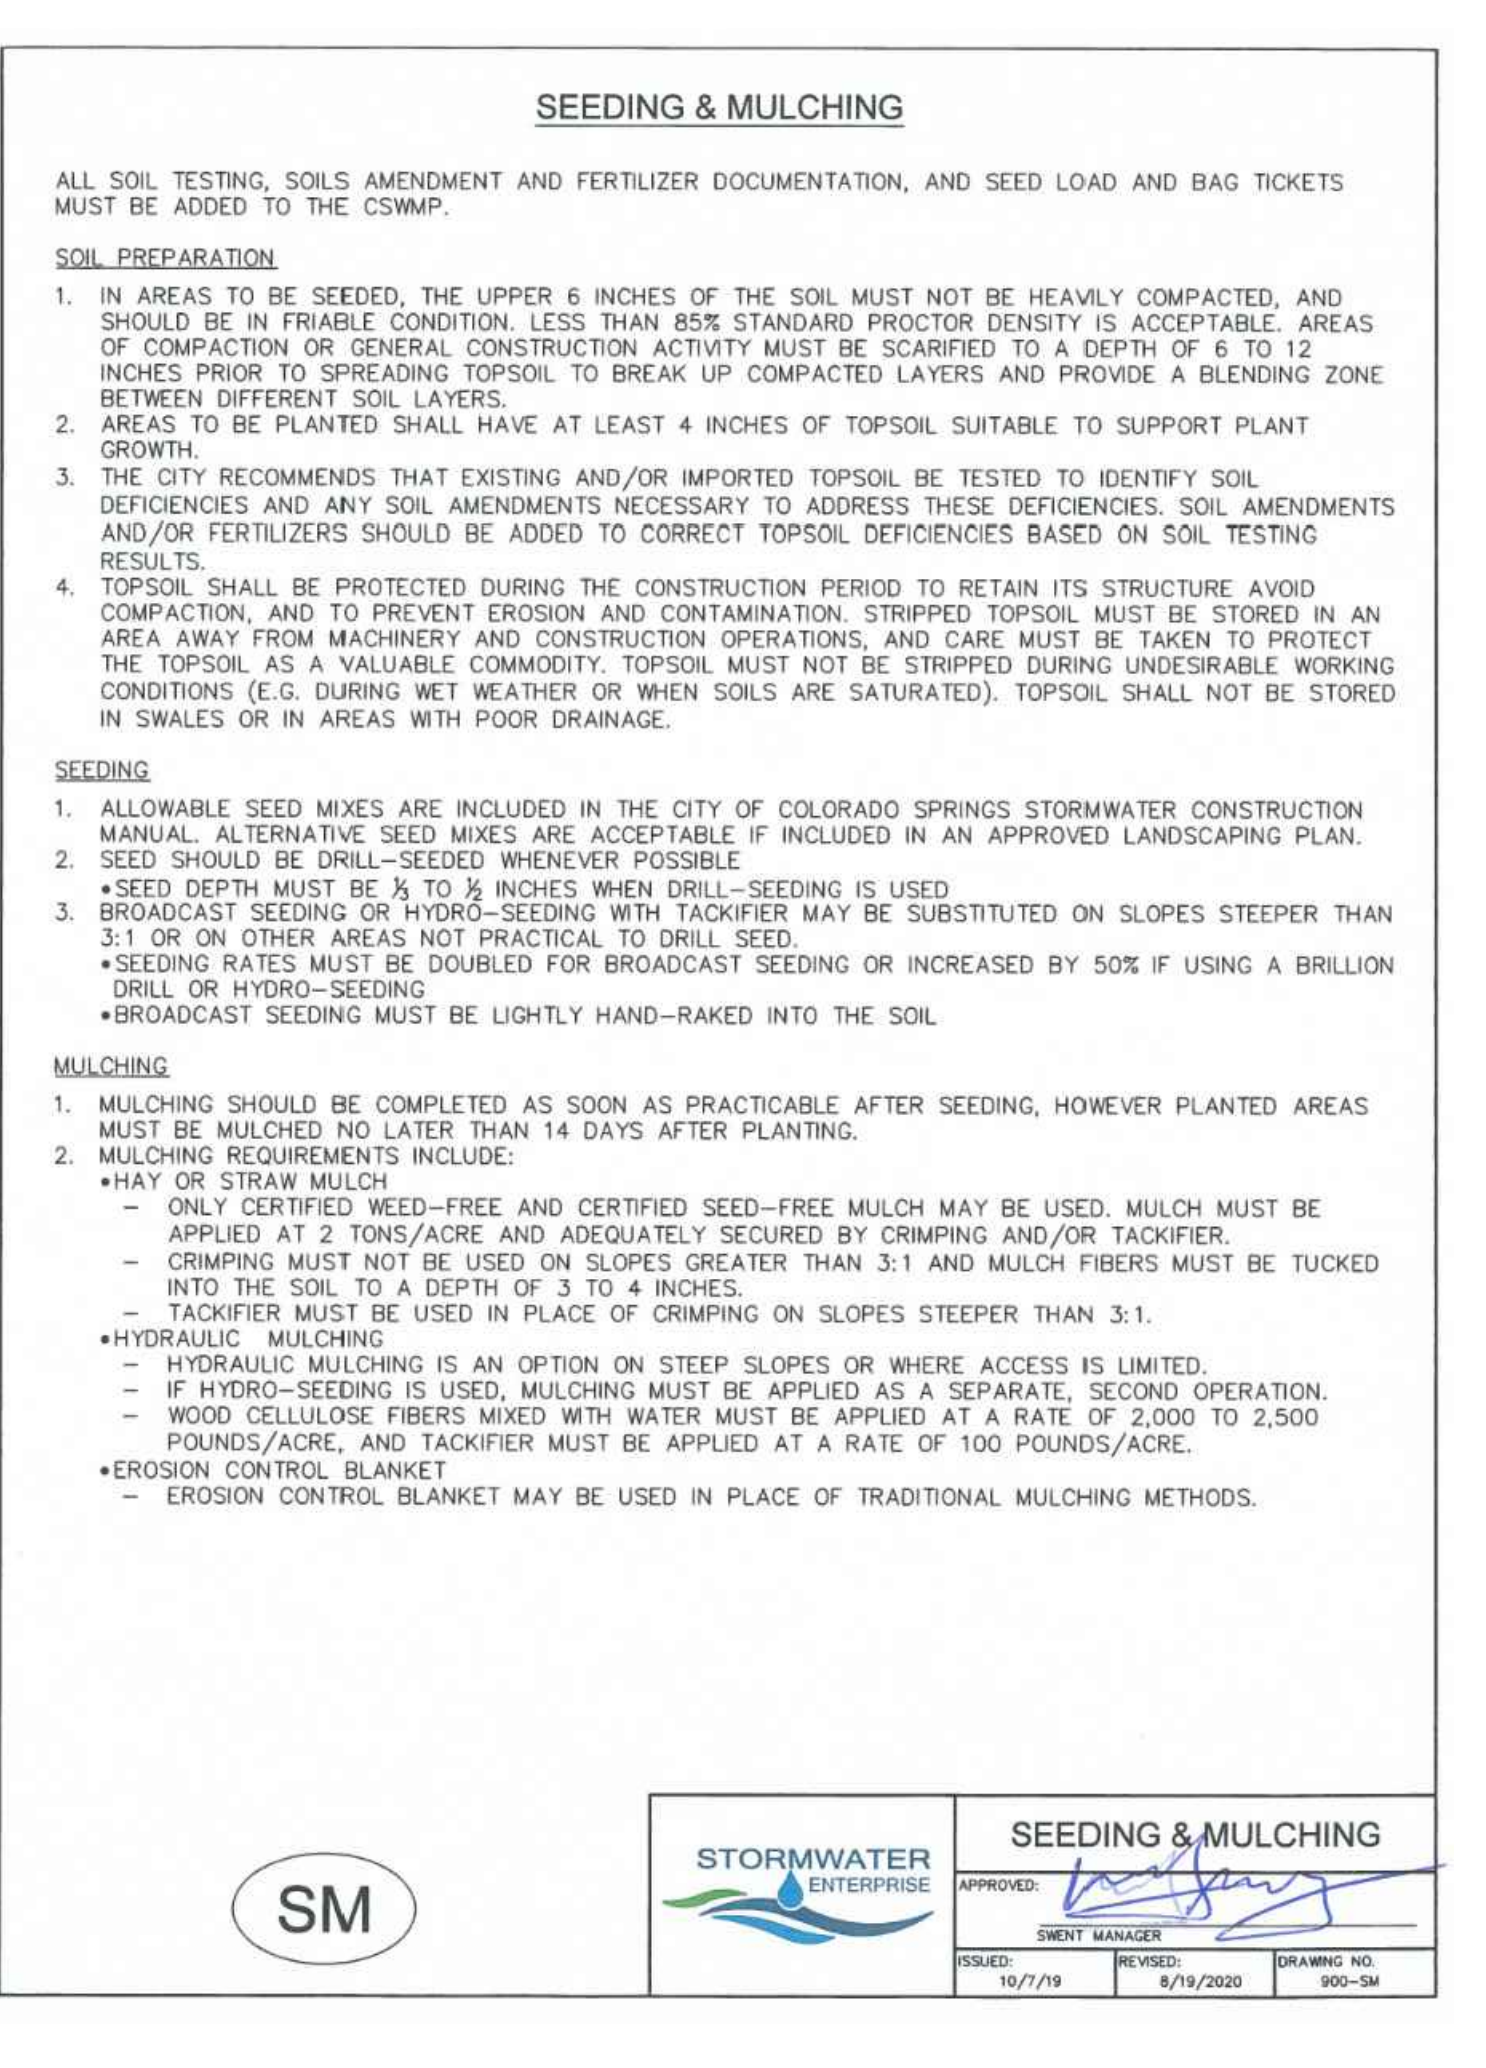 SEEDING & MULCHING
ALL SOIL TESTING, SOILS AMENDMENT AND FERTILIZER DOCUMENTATION, AND SEED LOAD AND BAG TICKETS
MUST BE ADDED TO THE CSWMP.
SOIL PREPARATION
1. IN AREAS TO BE SEEDED, THE UPPER 6 INCHES OF THE SOIL MUST NOT BE HEAVILY COMPACTED, AND
SHOULD BE IN FRIABLE CONDITION. LESS THAN 85% STANDARD PROCTOR DENSITY IS ACCEPTABLE. AREAS
OF COMPACTION OR GENERAL CONSTRUCTION ACTIVITY MUST BE SCARIFIED TO A DEPTH OF 6 TO 12
INCHES PRIOR TO SPREADING TOPSOIL TO BREAK UP COMPACTED LAYERS AND PROVIDE A BLENDING ZONE
BETWEEN DIFFERENT SOIL LAYERS.
2. AREAS TO BE PLANTED SHALL HAVE AT LEAST 4 INCHES OF TOPSOIL SUITABLE TO SUPPORT PLANT
GROWTH.
3. THE CITY RECOMMENDS THAT EXISTING AND/OR IMPORTED TOPSOIL BE TESTED TO IDENTIFY SOIL
DEFICIENCIES AND ANY SOIL AMENDMENTS NECESSARY TO ADDRESS THESE DEFICIENCIES. SOIL AMENDMENTS
AND/OR FERTILIZERS SHOULD BE ADDED TO CORRECT TOPSOIL DEFICIENCIES BASED ON SOIL TESTING
RESULTS.
4. TOPSOIL SHALL BE PROTECTED DURING THE CONSTRUCTION PERIOD TO RETAIN ITS STRUCTURE AVOID
COMPACTION, AND TO PREVENT EROSION AND CONTAMINATION. STRIPPED TOPSOIL MUST BE STORED IN AN
AREA AWAY FROM MACHINERY AND CONSTRUCTION OPERATIONS, AND CARE MUST BE TAKEN TO PROTECT
THE TOPSOIL AS A VALUABLE COMMODITY. TOPSOIL MUST NOT BE STRIPPED DURING UNDESIRABLE WORKING
CONDITIONS (E.G. DURING WET WEATHER OR WHEN SOILS ARE SATURATED). TOPSOIL SHALL NOT BE STORED
IN SWALES OR IN AREAS WITH POOR DRAINAGE.
SEEDING
1. ALLOWABLE SEED MIXES ARE INCLUDED IN THE CITY OF COLORADO SPRINGS STORMWATER CONSTRUCTION
MANUAL. ALTERNATIVE SEED MIXES ARE ACCEPTABLE IF INCLUDED IN AN APPROVED LANDSCAPING PLAN.
2. SEED SHOULD BE DRILL-SEEDED WHENEVER POSSIBLE
•SEED DEPTH MUST BE ⅓ TO ½ INCHES WHEN DRILL-SEEDING IS USED
3. BROADCAST SEEDING OR HYDRO-SEEDING WITH TACKIFIER MAY BE SUBSTITUTED ON SLOPES STEEPER THAN
3:1 OR ON OTHER AREAS NOT PRACTICAL TO DRILL SEED.
•SEEDING RATES MUST BE DOUBLED FOR BROADCAST SEEDING OR INCREASED BY 50% IF USING A BRILLION
DRILL OR HYDRO-SEEDING
•BROADCAST SEEDING MUST BE LIGHTLY HAND-RAKED INTO THE SOIL
MULCHING
1. MULCHING SHOULD BE COMPLETED AS SOON AS PRACTICABLE AFTER SEEDING, HOWEVER PLANTED AREAS
MUST BE MULCHED NO LATER THAN 14 DAYS AFTER PLANTING.
2. MULCHING REQUIREMENTS INCLUDE:
•HAY OR STRAW MULCH
– ONLY CERTIFIED WEED-FREE AND CERTIFIED SEED-FREE MULCH MAY BE USED. MULCH MUST BE
APPLIED AT 2 TONS/ACRE AND ADEQUATELY SECURED BY CRIMPING AND/OR TACKIFIER.
– CRIMPING MUST NOT BE USED ON SLOPES GREATER THAN 3:1 AND MULCH FIBERS MUST BE TUCKED
INTO THE SOIL TO A DEPTH OF 3 TO 4 INCHES.
– TACKIFIER MUST BE USED IN PLACE OF CRIMPING ON SLOPES STEEPER THAN 3:1.
•HYDRAULIC MULCHING
– HYDRAULIC MULCHING IS AN OPTION ON STEEP SLOPES OR WHERE ACCESS IS LIMITED.
– IF HYDRO-SEEDING IS USED, MULCHING MUST BE APPLIED AS A SEPARATE, SECOND OPERATION.
– WOOD CELLULOSE FIBERS MIXED WITH WATER MUST BE APPLIED AT A RATE OF 2,000 TO 2,500
POUNDS/ACRE, AND TACKIFIER MUST BE APPLIED AT A RATE OF 100 POUNDS/ACRE.
•EROSION CONTROL BLANKET
– EROSION CONTROL BLANKET MAY BE USED IN PLACE OF TRADITIONAL MULCHING METHODS.
SM
STORMWATER
ENTERPRISE
SEEDING & MULCHING
APPROVED:
SWENT MANAGER
ISSUED:
10/7/19
REVISED:
8/19/2020
DRAWING NO.
900-SM